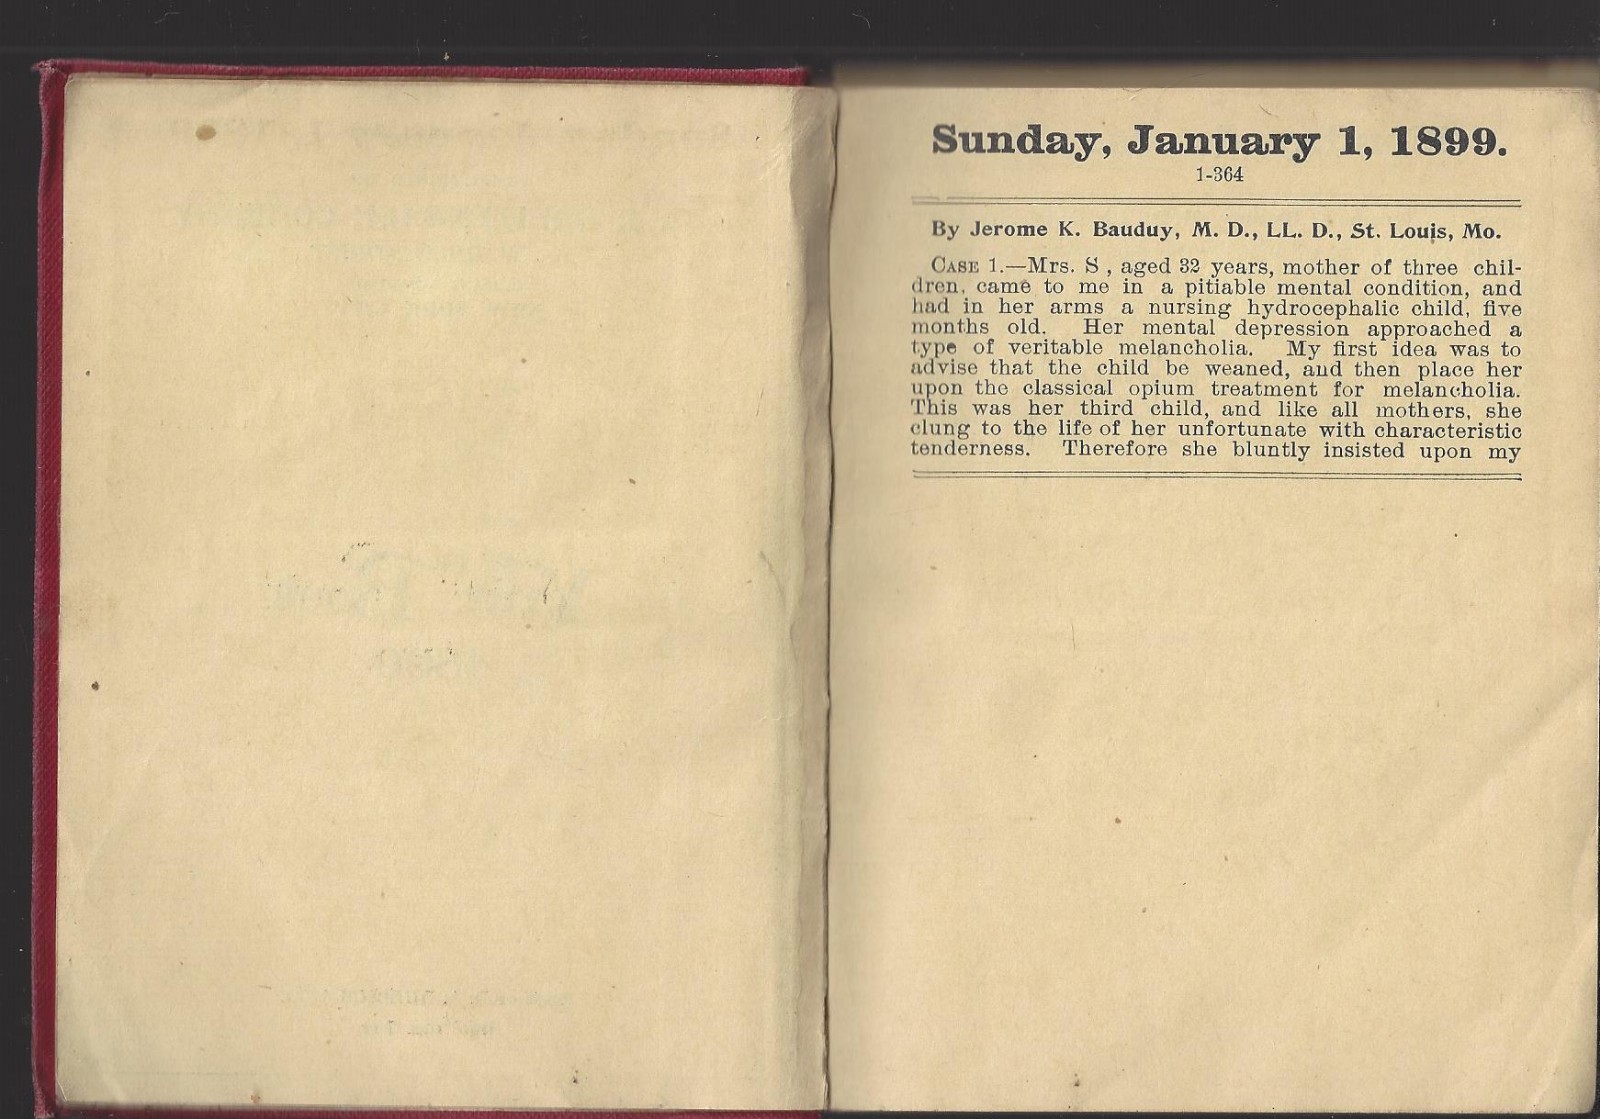 Sunday, January 1, 1899.
1-364
By Jerome K. Bauduy, M. D., LL. D., St. Louis, Mo.
CASE 1.—Mrs. S , aged 32 years, mother of three chil-
dren, came to me in a pitiable mental condition, and
had in her arms a nursing hydrocephalic child, five
months old. Her mental depression approached a
type of veritable melancholia. My first idea was to
advise that the child be weaned, and then place her
upon the classical opium treatment for melancholia.
This was her third child, and like all mothers, she
clung to the life of her unfortunate with characteristic
tenderness. Therefore she bluntly insisted upon my